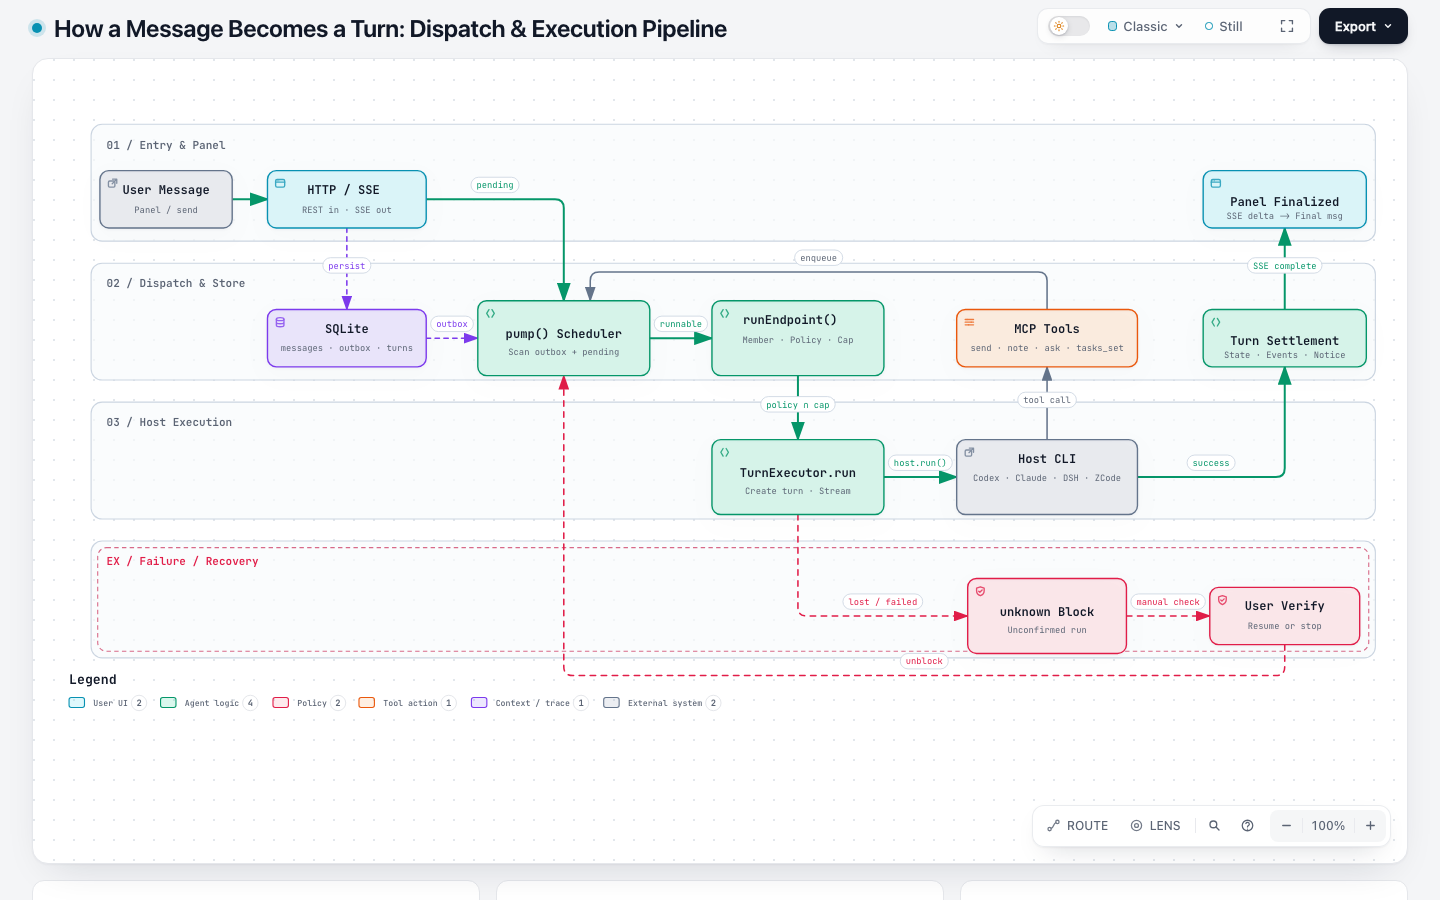 How a Message Becomes a Turn: Dispatch & Execution Pipeline
Classic
Still
Export
01 / Entry & Panel
User Message
Panel / send
HTTP / SSE
REST in · SSE out
pending
Panel Finalized
SSE delta → Final msg
persist
enqueue
SSE complete
02 / Dispatch & Store
SQLite
messages · outbox · turns
outbox
pump() Scheduler
Scan outbox + pending
runnable
runEndpoint()
Member · Policy · Cap
MCP Tools
send · note · ask · tasks_set
Turn Settlement
State · Events · Notice
policy n cap
tool call
03 / Host Execution
TurnExecutor.run
Create turn · Stream
host.run()
Host CLI
Codex · Claude · DSH · ZCode
success
EX / Failure / Recovery
lost / failed
unknown Block
Unconfirmed run
manual check
User Verify
Resume or stop
unblock
Legend
User UI 2
Agent logic 4
Policy 2
Tool action 1
Context / trace 1
External system 2
ROUTE
LENS
100%